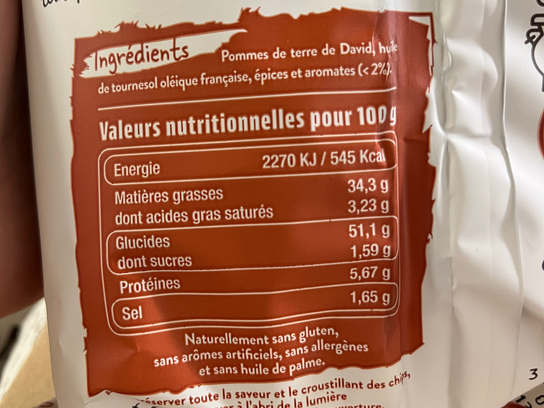 Ingrédients
Pommes de terre de David, huile
de tournesol oléique française, épices et aromates (< 2%).
Valeurs nutritionnelles pour 100 g
Energie 2270 KJ / 545 Kcal
Matières grasses 34,3 g
dont acides gras saturés 3,23 g
Glucides 51,1 g
dont sucres 1,59 g
Protéines 5,67 g
Sel 1,65 g
Naturellement sans gluten,
sans arômes artificiels, sans allergènes
et sans huile de palme.
toute la saveur et le croustillant des chips,
à l'abri de la lumière
3